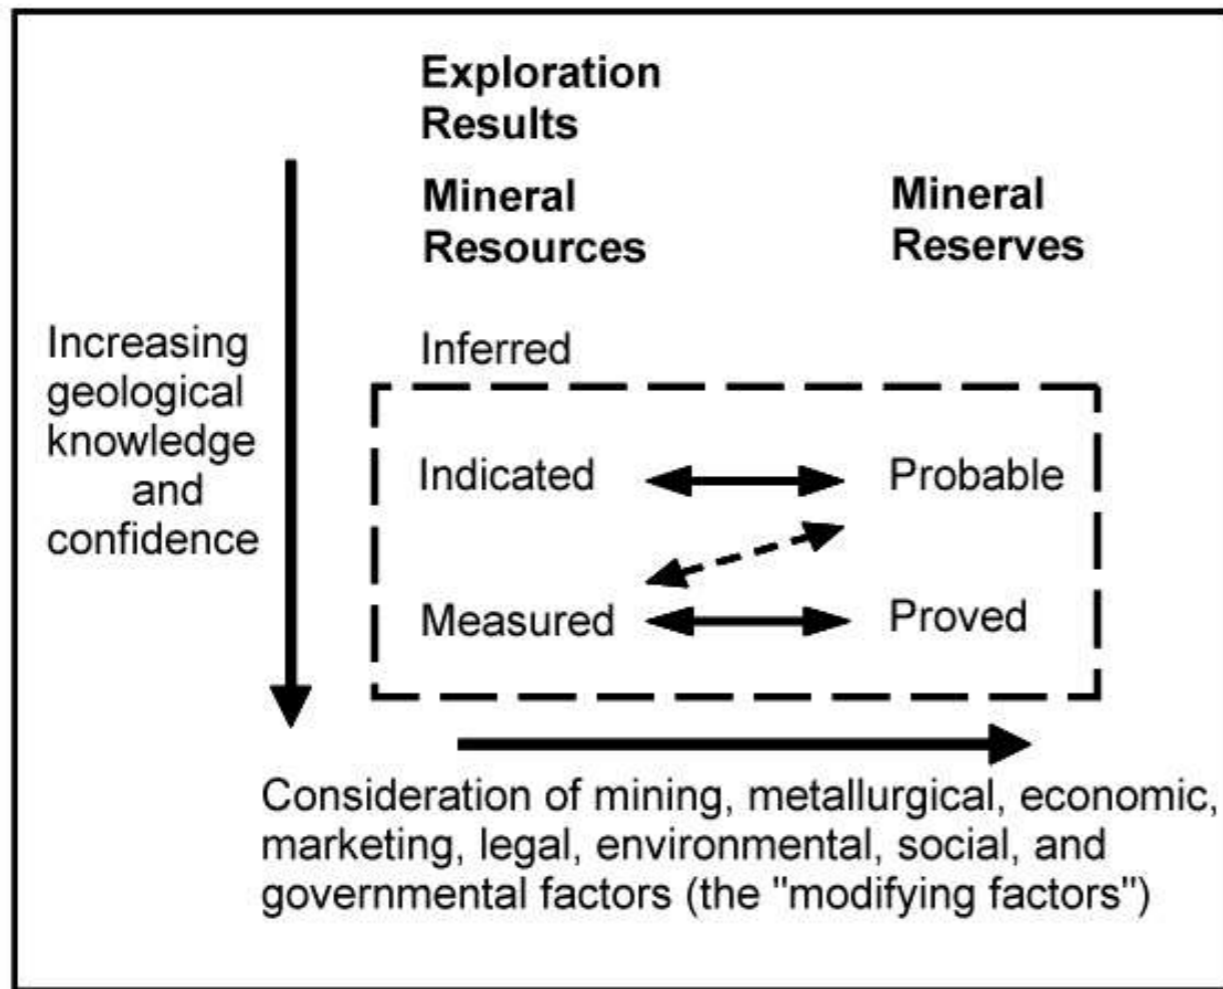 Exploration
Results
Mineral
Resources
Mineral
Reserves
Increasing
geological
knowledge
and
confidence
Inferred
Indicated
Probable
Measured
Proved
Consideration of mining, metallurgical, economic,
marketing, legal, environmental, social, and
governmental factors (the "modifying factors")